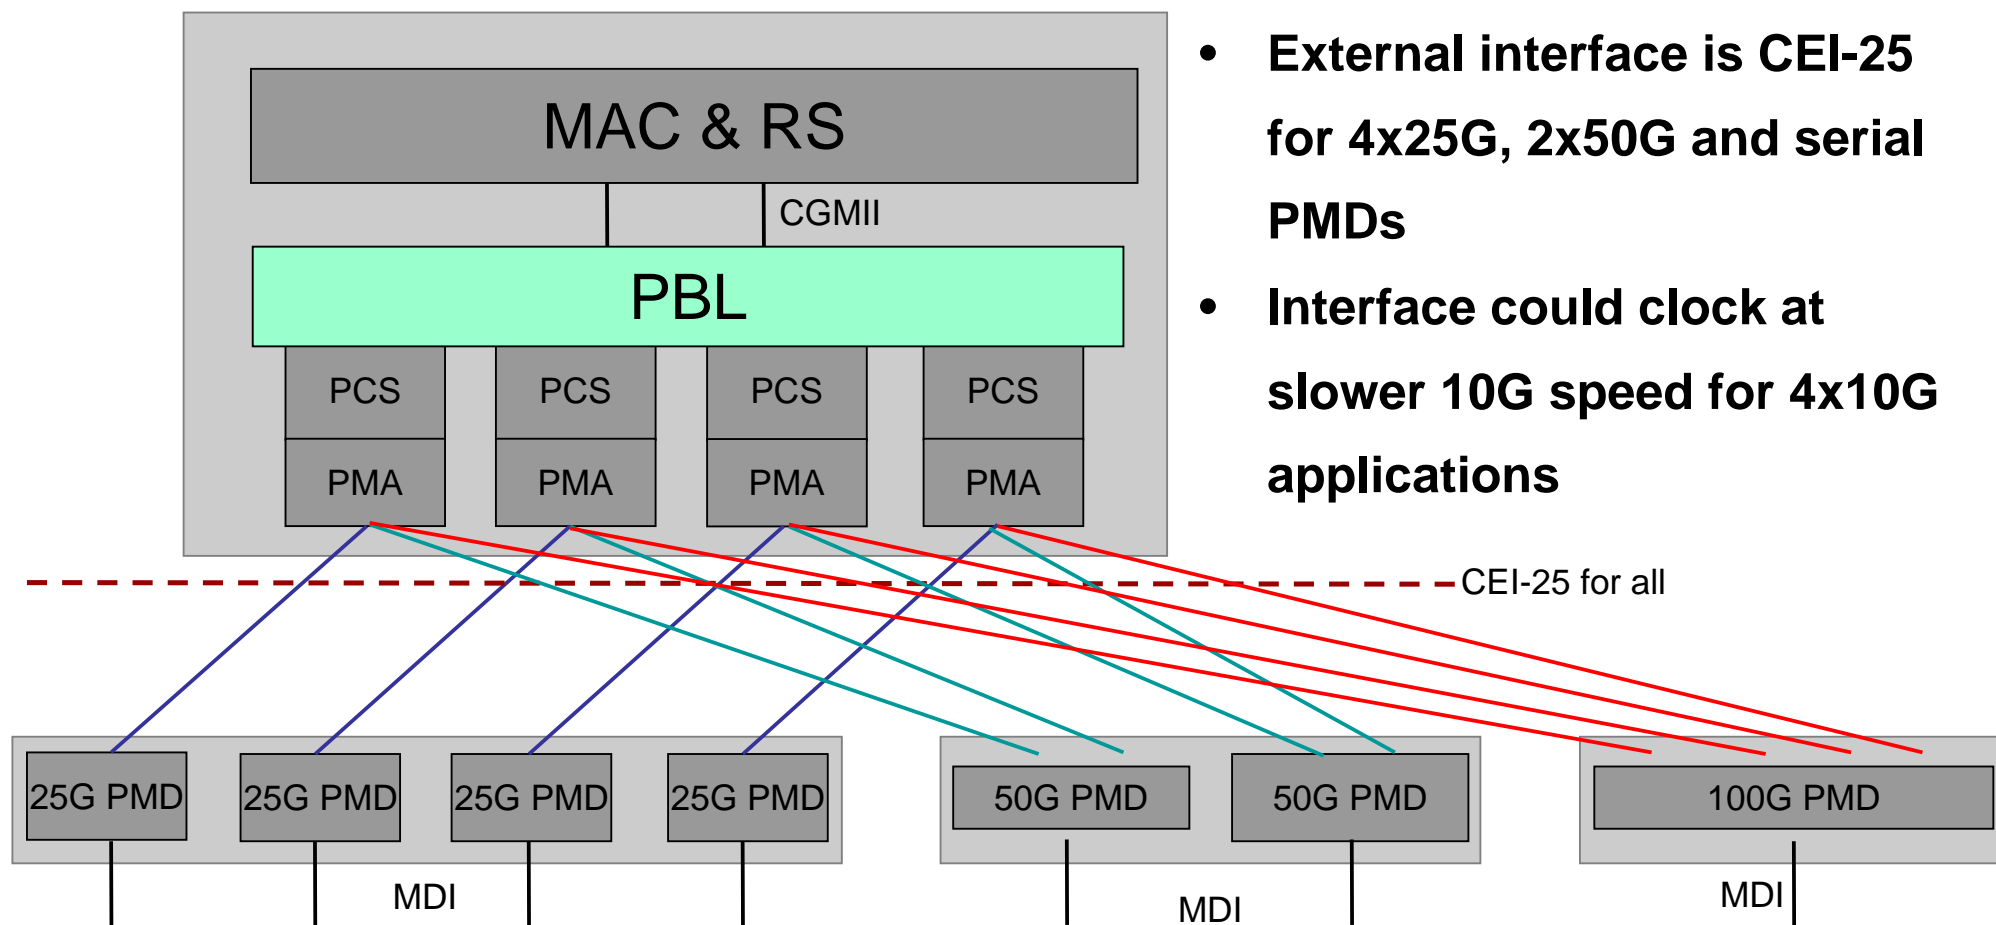 MAC & RS
CGMII
PBL
PCS PCS PCS PCS
PMA PMA PMA PMA
• External interface is CEI-25
for 4x25G, 2x50G and serial
PMDs
• Interface could clock at
slower 10G speed for 4x10G
applications
CEI-25 for all
25G PMD 25G PMD 25G PMD 25G PMD 50G PMD 50G PMD 100G PMD
MDI MDI MDI